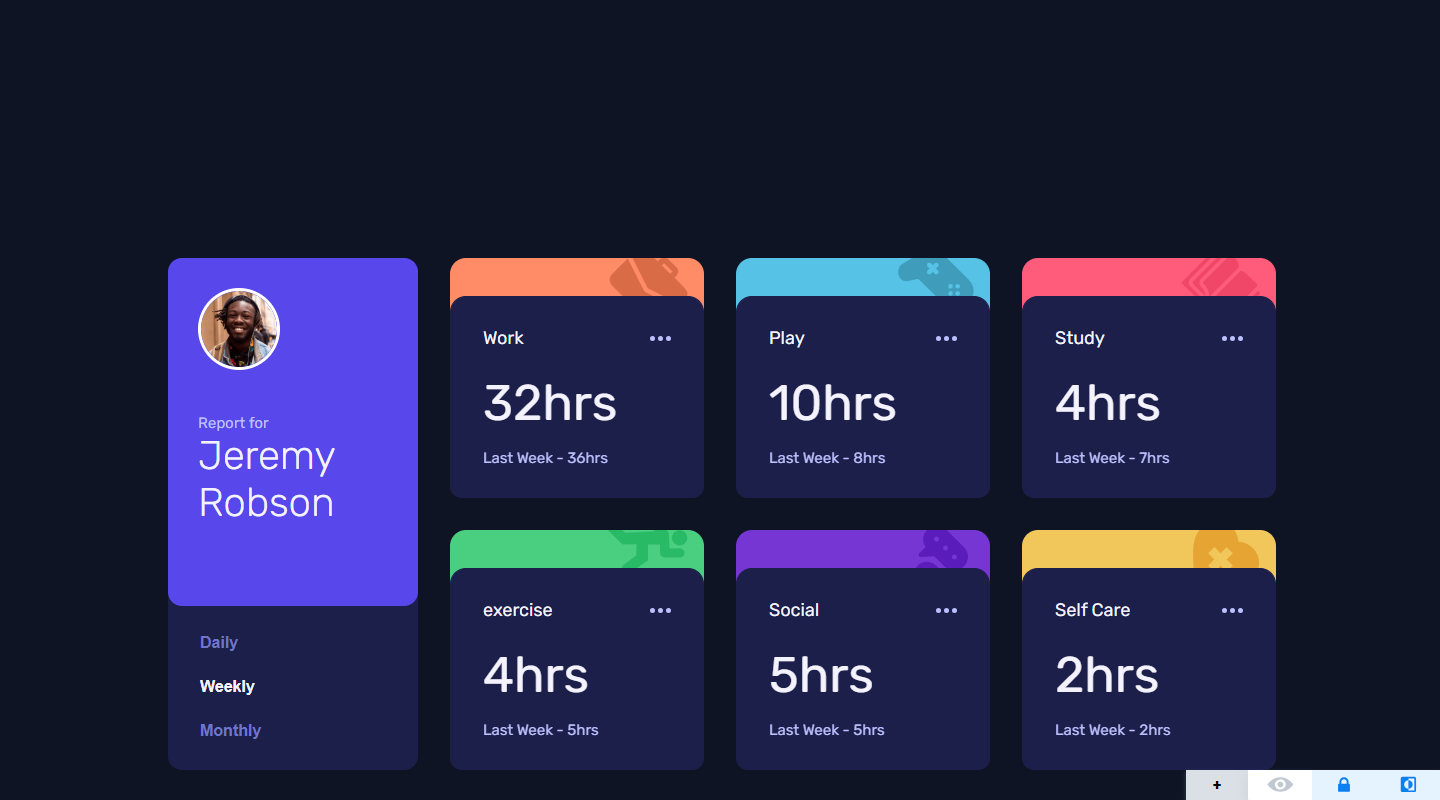 Report for
Jeremy
Robson
Daily
Weekly
Monthly
Work
32hrs
Last Week - 36hrs
Play
10hrs
Last Week - 8hrs
Study
4hrs
Last Week - 7hrs
exercise
4hrs
Last Week - 5hrs
Social
5hrs
Last Week - 5hrs
Self Care
2hrs
Last Week - 2hrs
+